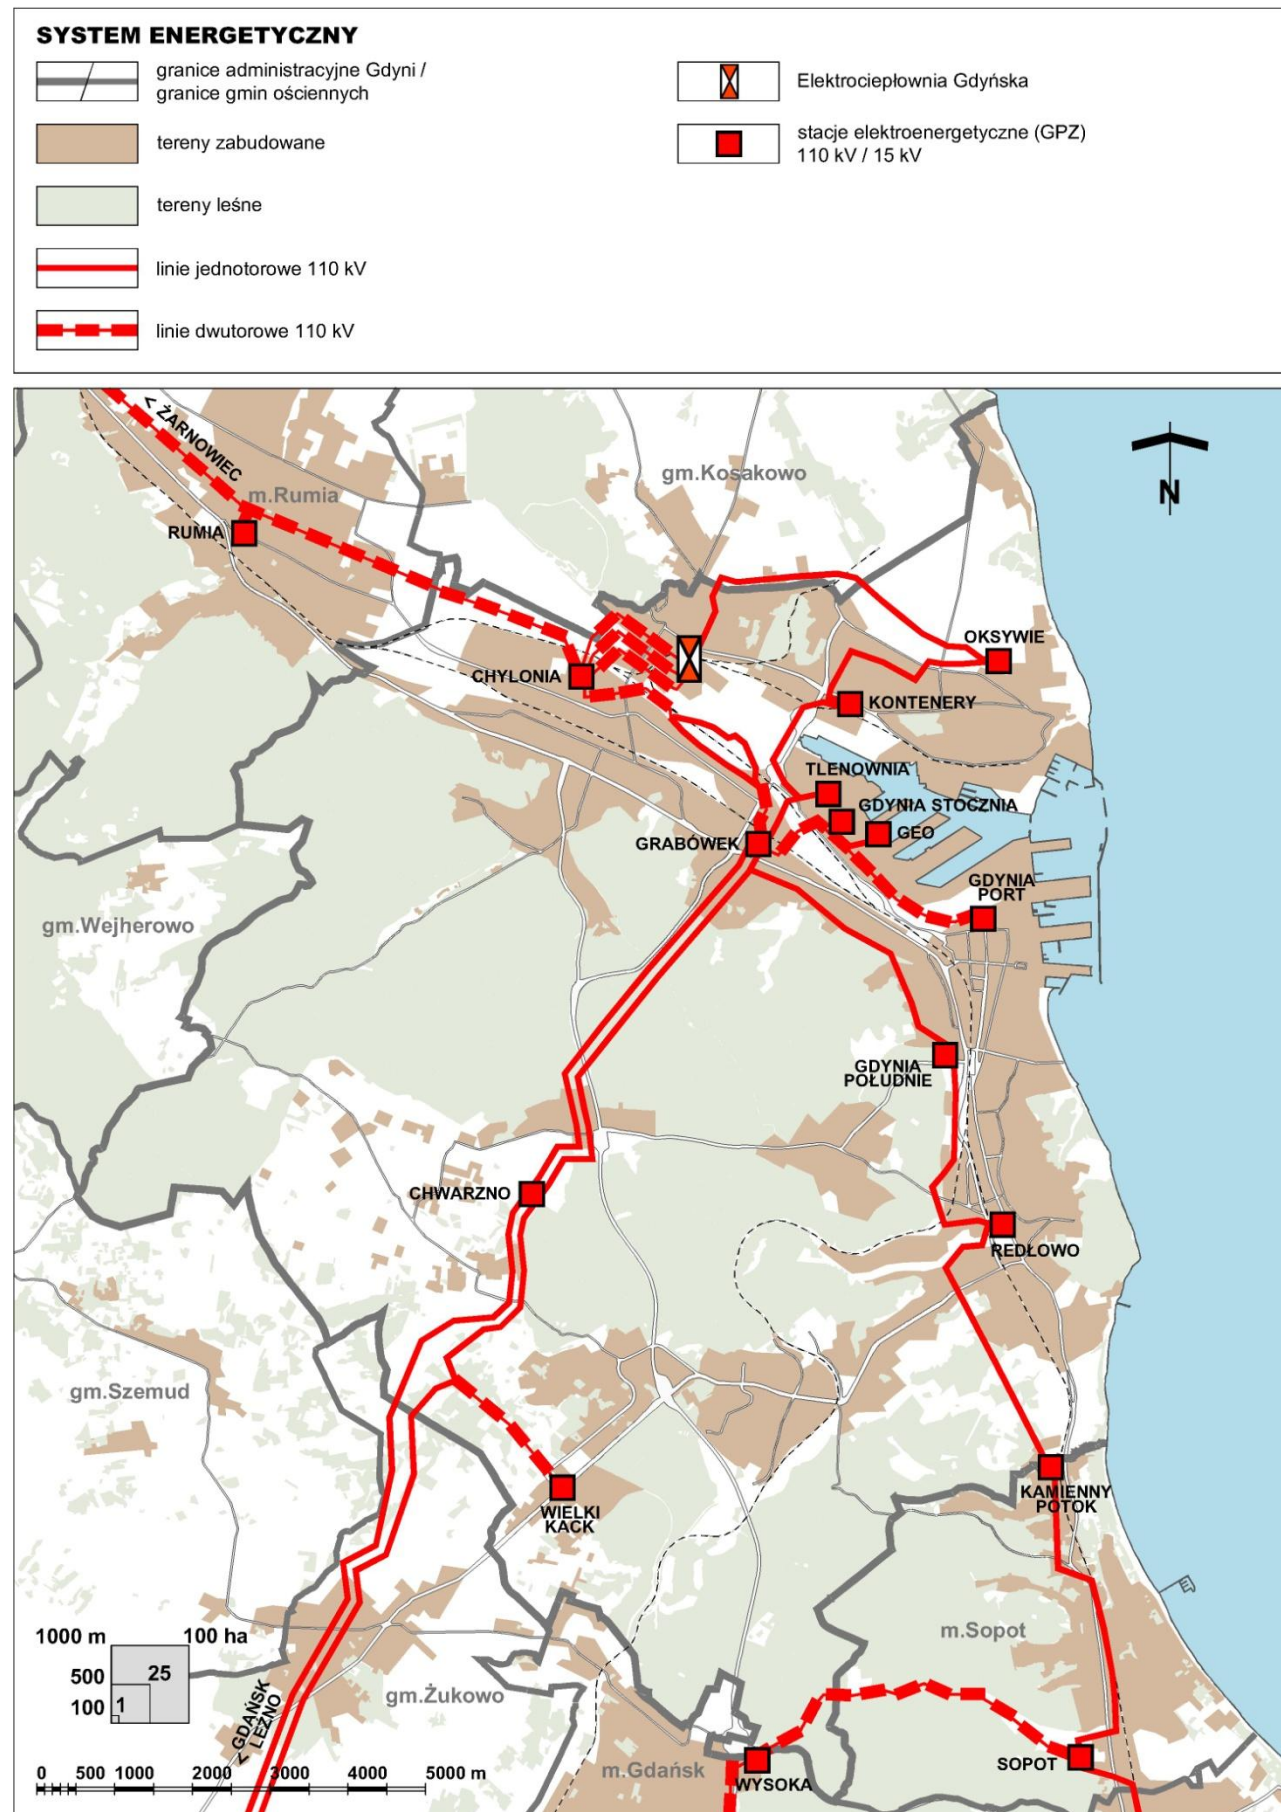 SYSTEM ENERGETYCZNY
granice administracyjne Gdyni /
granice gmin ościennych
tereny zabudowane
tereny leśne
linie jednotorowe 110 kV
linie dwutorowe 110 kV
Elektrociepłownia Gdyńska
stacje elektroenergetyczne (GPZ)
110 kV / 15 kV
< ŻARNOWIEC
m.Rumia
gm.Kosakowo
N
RUMIA
OKSYWIE
CHYLONIA
KONTENERY
TLENOWNIA
GDYNIA STOCZNIA
GEO
GRABÓWEK
GDYNIA
PORT
gm.Wejherowo
GDYNIA
POŁUDNIE
CHWARZNO
REDŁOWO
gm.Szemud
KAMIENNY
POTOK
WIELKI
KACK
m.Sopot
1000 m
100 ha
500
25
100
1
gm.Żukowo
< GDAŃSK
LEŹNO
SOPOT
m.Gdańsk
WYSOKA
0
500
1000
2000
3000
4000
5000 m